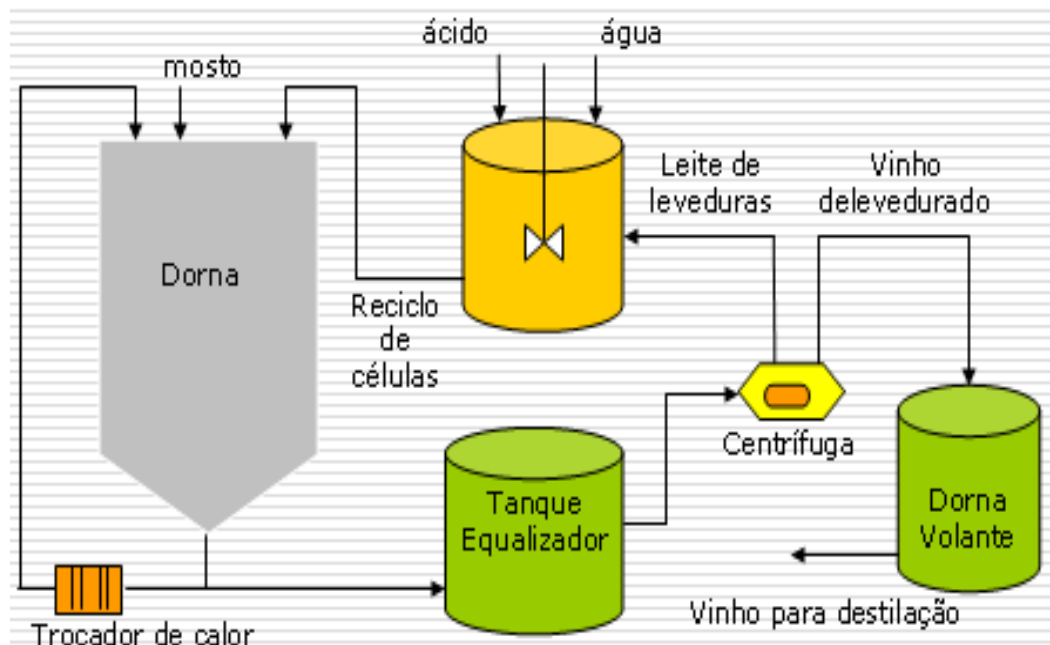 ácido
água
mosto
Leite de
leveduras
Vinho
delevedurado
Dorna
Reciclo
de
células
Centrífuga
Tanque
Equalizador
Dorna
Volante
Vinho para destilação
Trocador de calor